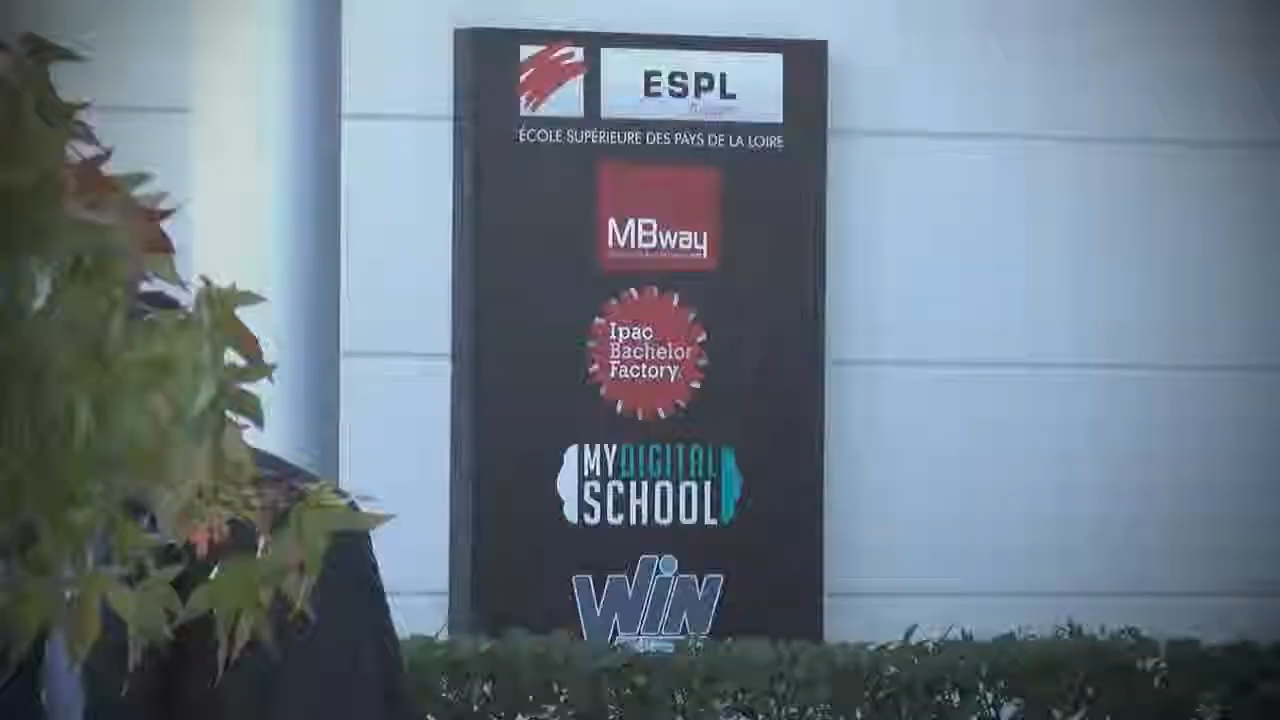 ESPL
ÉCOLE SUPÉRIEURE DES PAYS DE LA LOIRE
MBway
Ipac
Bachelor
Factory.
MYDIGITAL
SCHOOL
WiN